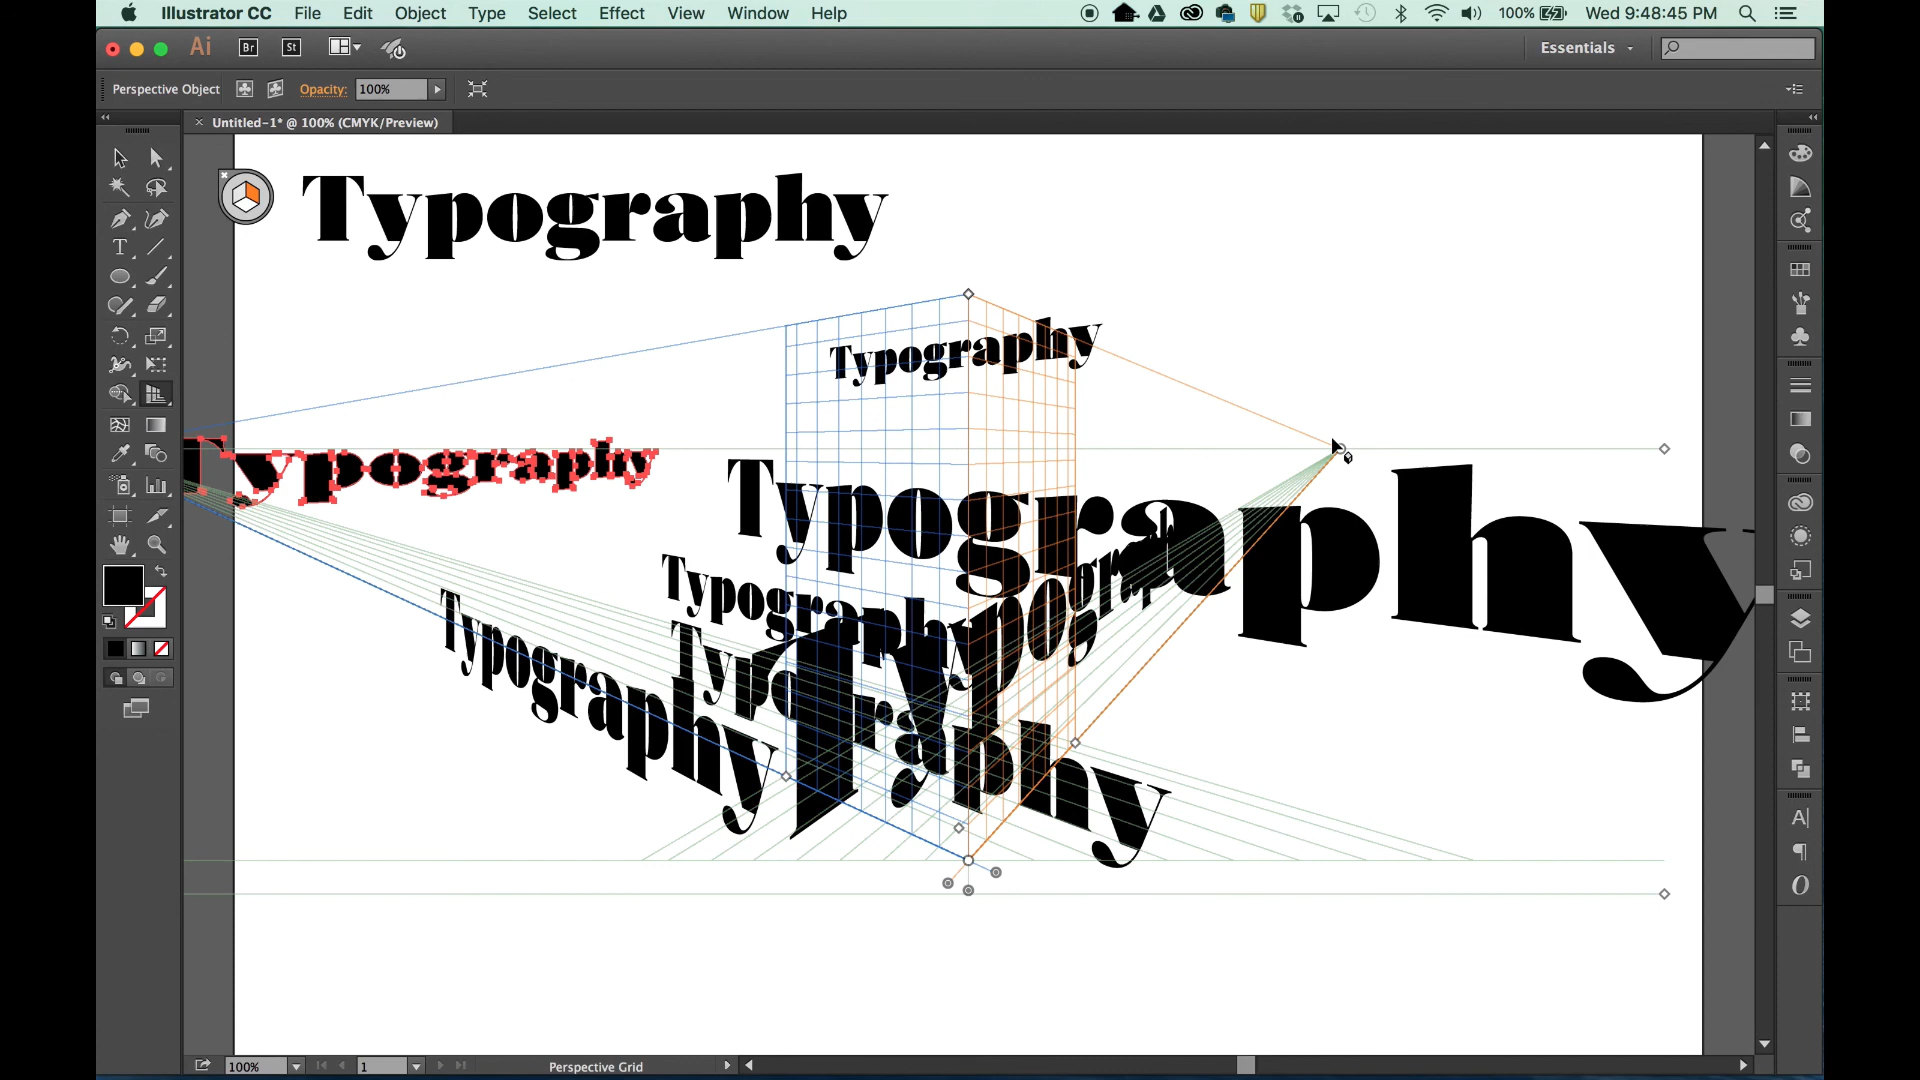 Illustrator CC File Edit Object Type Select Effect View Window Help 100% Wed 9:48:45 PM
Ai Br St Essentials
Perspective Object Opacity: 100%
× Untitled-1* @ 100% (CMYK/Preview)
Typography
Typography
Typography
Typography
Typography
Typography
Typography
100% 1 Perspective Grid